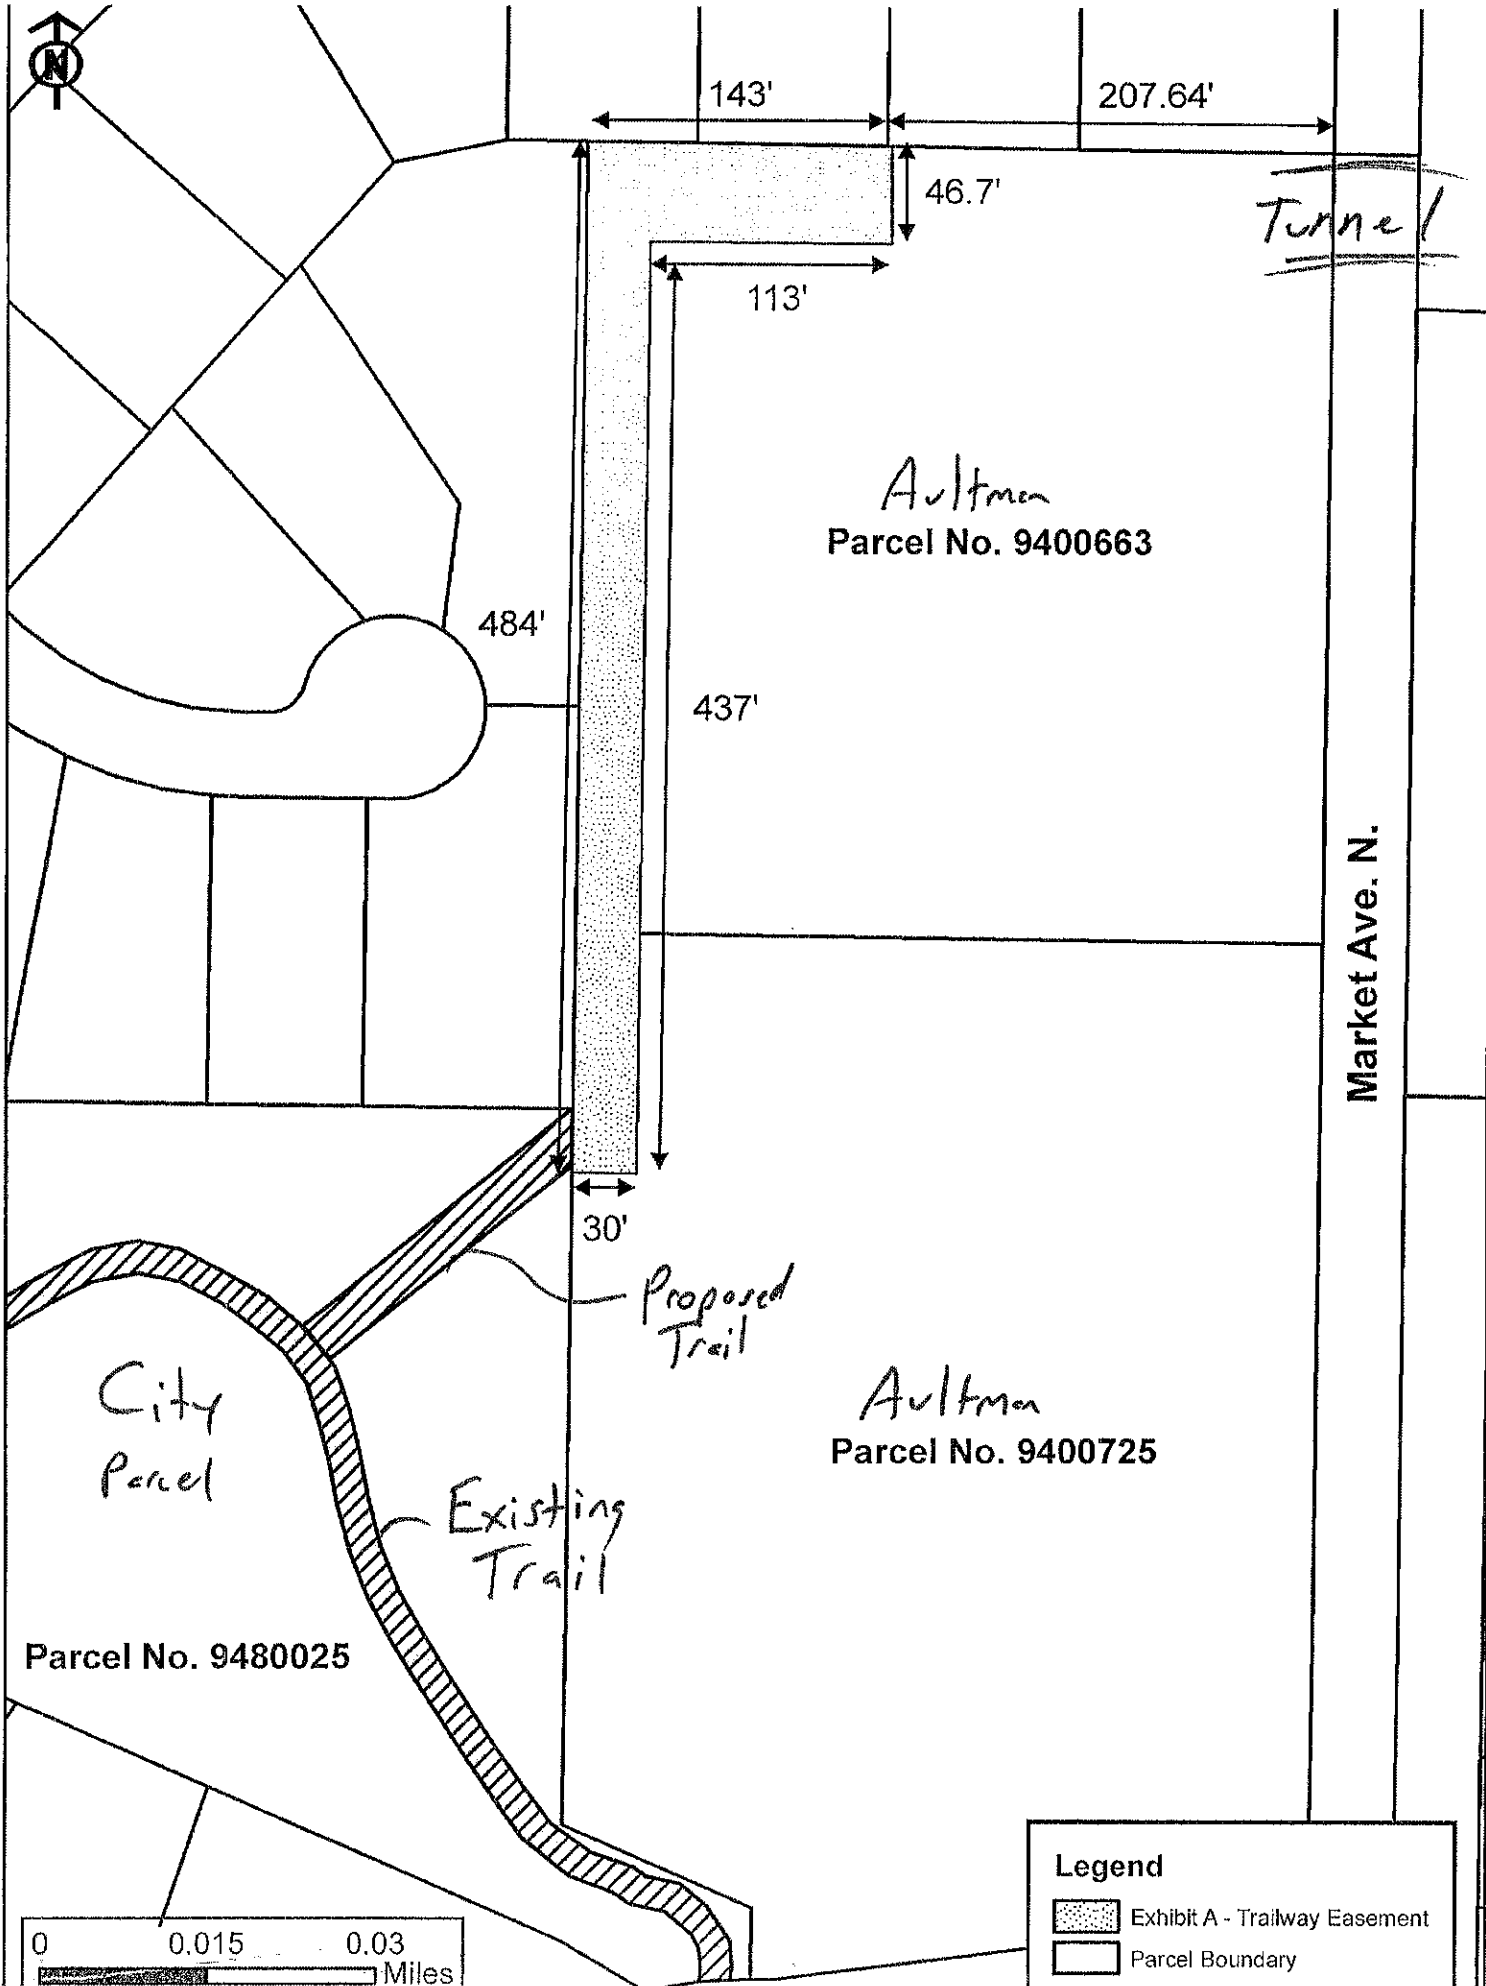 N
143'
207.64'
46.7'
Tunnel
113'
Aultman
Parcel No. 9400663
484'
437'
Market Ave. N.
30'
Proposed
Trail
City
Parcel
Aultman
Parcel No. 9400725
Existing
Trail
Parcel No. 9480025
Legend
Exhibit A - Trailway Easement
Parcel Boundary
0 0.015 0.03
Miles